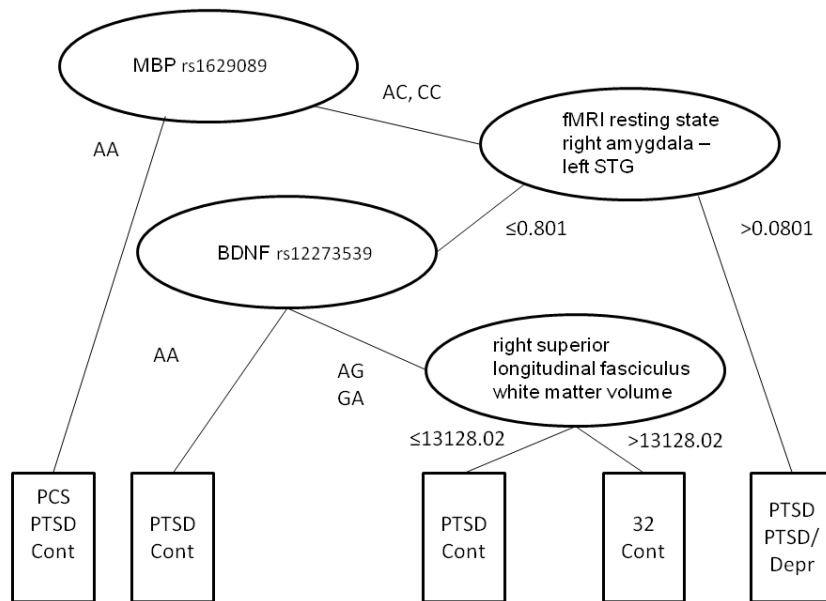 MBP rs1629089
AC, CC
fMRI resting state
right amygdala –
left STG
AA
≤0.801
>0.0801
BDNF rs12273539
AA
AG
GA
right superior
longitudinal fasciculus
white matter volume
≤13128.02
>13128.02
PCS
PTSD
Cont
PTSD
Cont
PTSD
Cont
32
Cont
PTSD
PTSD/
Depr